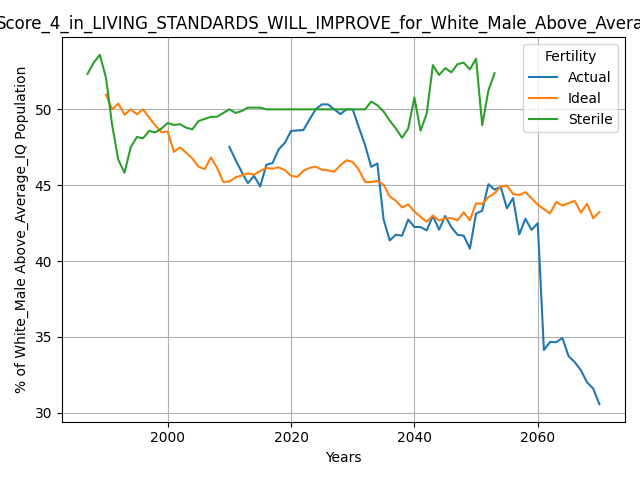 Score_4_in_LIVING_STANDARDS_WILL_IMPROVE_for_White_Male_Above_Avera
Fertility
Actual
Ideal
Sterile
% of White_Male Above_Average_IQ Population
50
45
40
35
30
2000 2020 2040 2060
Years